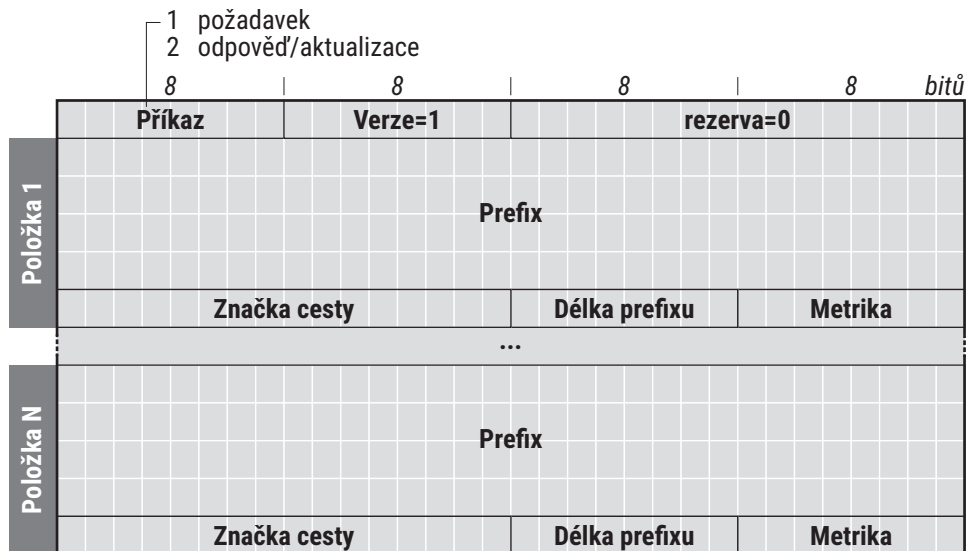 1 požadavek
2 odpověď/aktualizace
8 8 8 8 bitů
Příkaz Verze=1 rezerva=0
Položka 1
Prefix
Značka cesty Délka prefixu Metrika
...
Položka N
Prefix
Značka cesty Délka prefixu Metrika